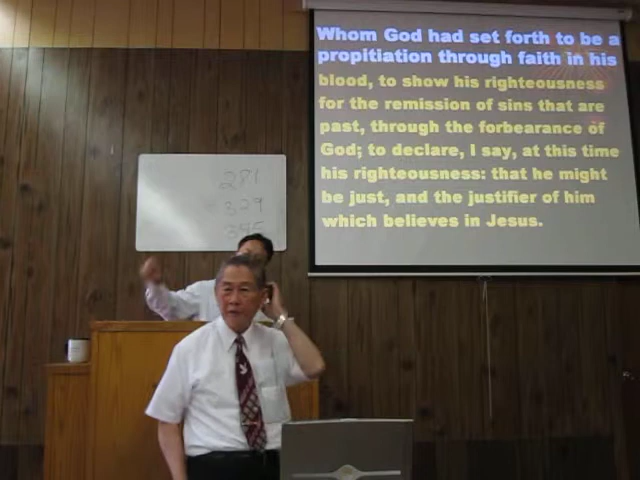 Whom God had set forth to be a
propitiation through faith in his
blood, to show his righteousness
for the remission of sins that are
past, through the forbearance of
God; to declare, I say, at this time
his righteousness: that he might
be just, and the justifier of him
which believes in Jesus.
281
329
395